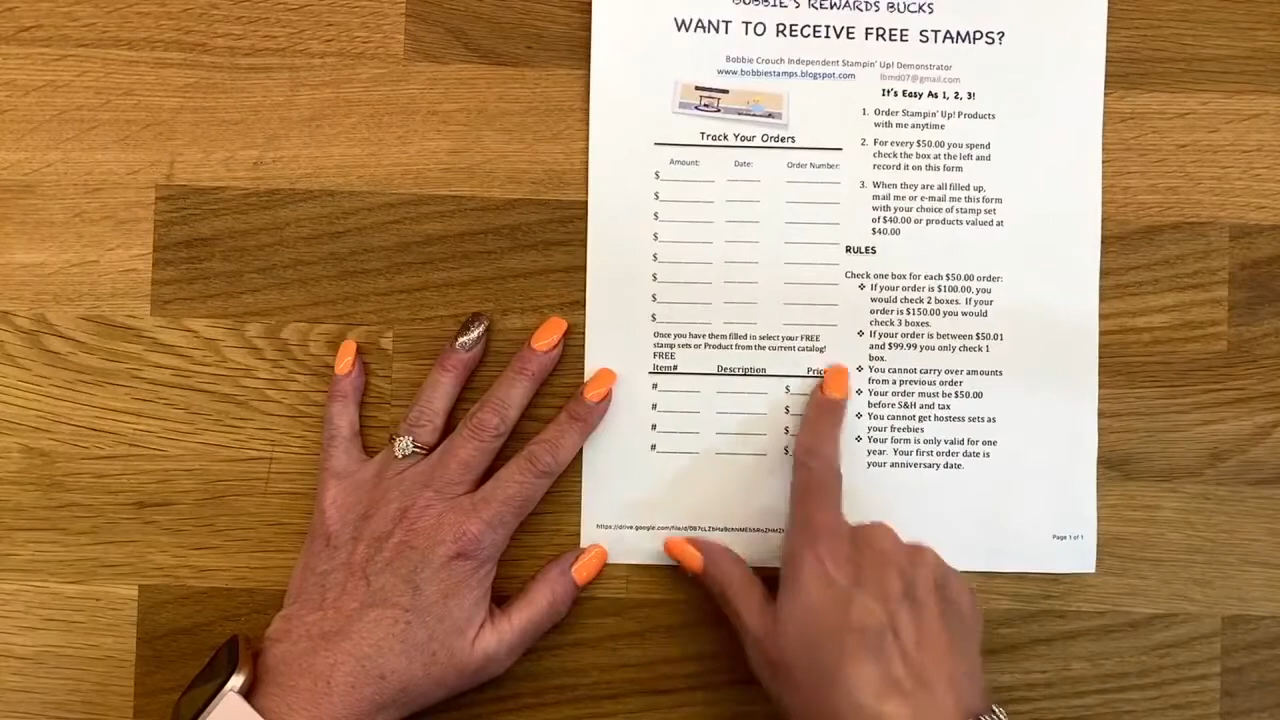 BOBBIE'S REWARDS BUCKS
WANT TO RECEIVE FREE STAMPS?
Bobbie Crouch Independent Stampin' Up! Demonstrator
www.bobbiestamps.blogspot.com lbmd07@gmail.com
Track Your Orders
Amount: Date: Order Number:
$
$
$
$
$
$
$
$
Once you have them filled in select your FREE
stamp sets or Product from the current catalog!
FREE
Item# Description
# $
# $
# $
# $
It's Easy As 1, 2, 3!
1. Order Stampin' Up! Products
with me anytime
2. For every $50.00 you spend
check the box at the left and
record it on this form
3. When they are all filled up,
mail me or e-mail me this form
with your choice of stamp set
of $40.00 or products valued at
$40.00
RULES
Check one box for each $50.00 order:
❖ If your order is $100.00, you
would check 2 boxes. If your
order is $150.00 you would
check 3 boxes.
❖ If your order is between $50.01
and $99.99 you only check 1
box.
❖ You cannot carry over amounts
from a previous order
❖ Your order must be $50.00
before S&H and tax
❖ You cannot get hostess sets as
your freebies
❖ Your form is only valid for one
year. Your first order date is
your anniversary date.
Page 1 of 1